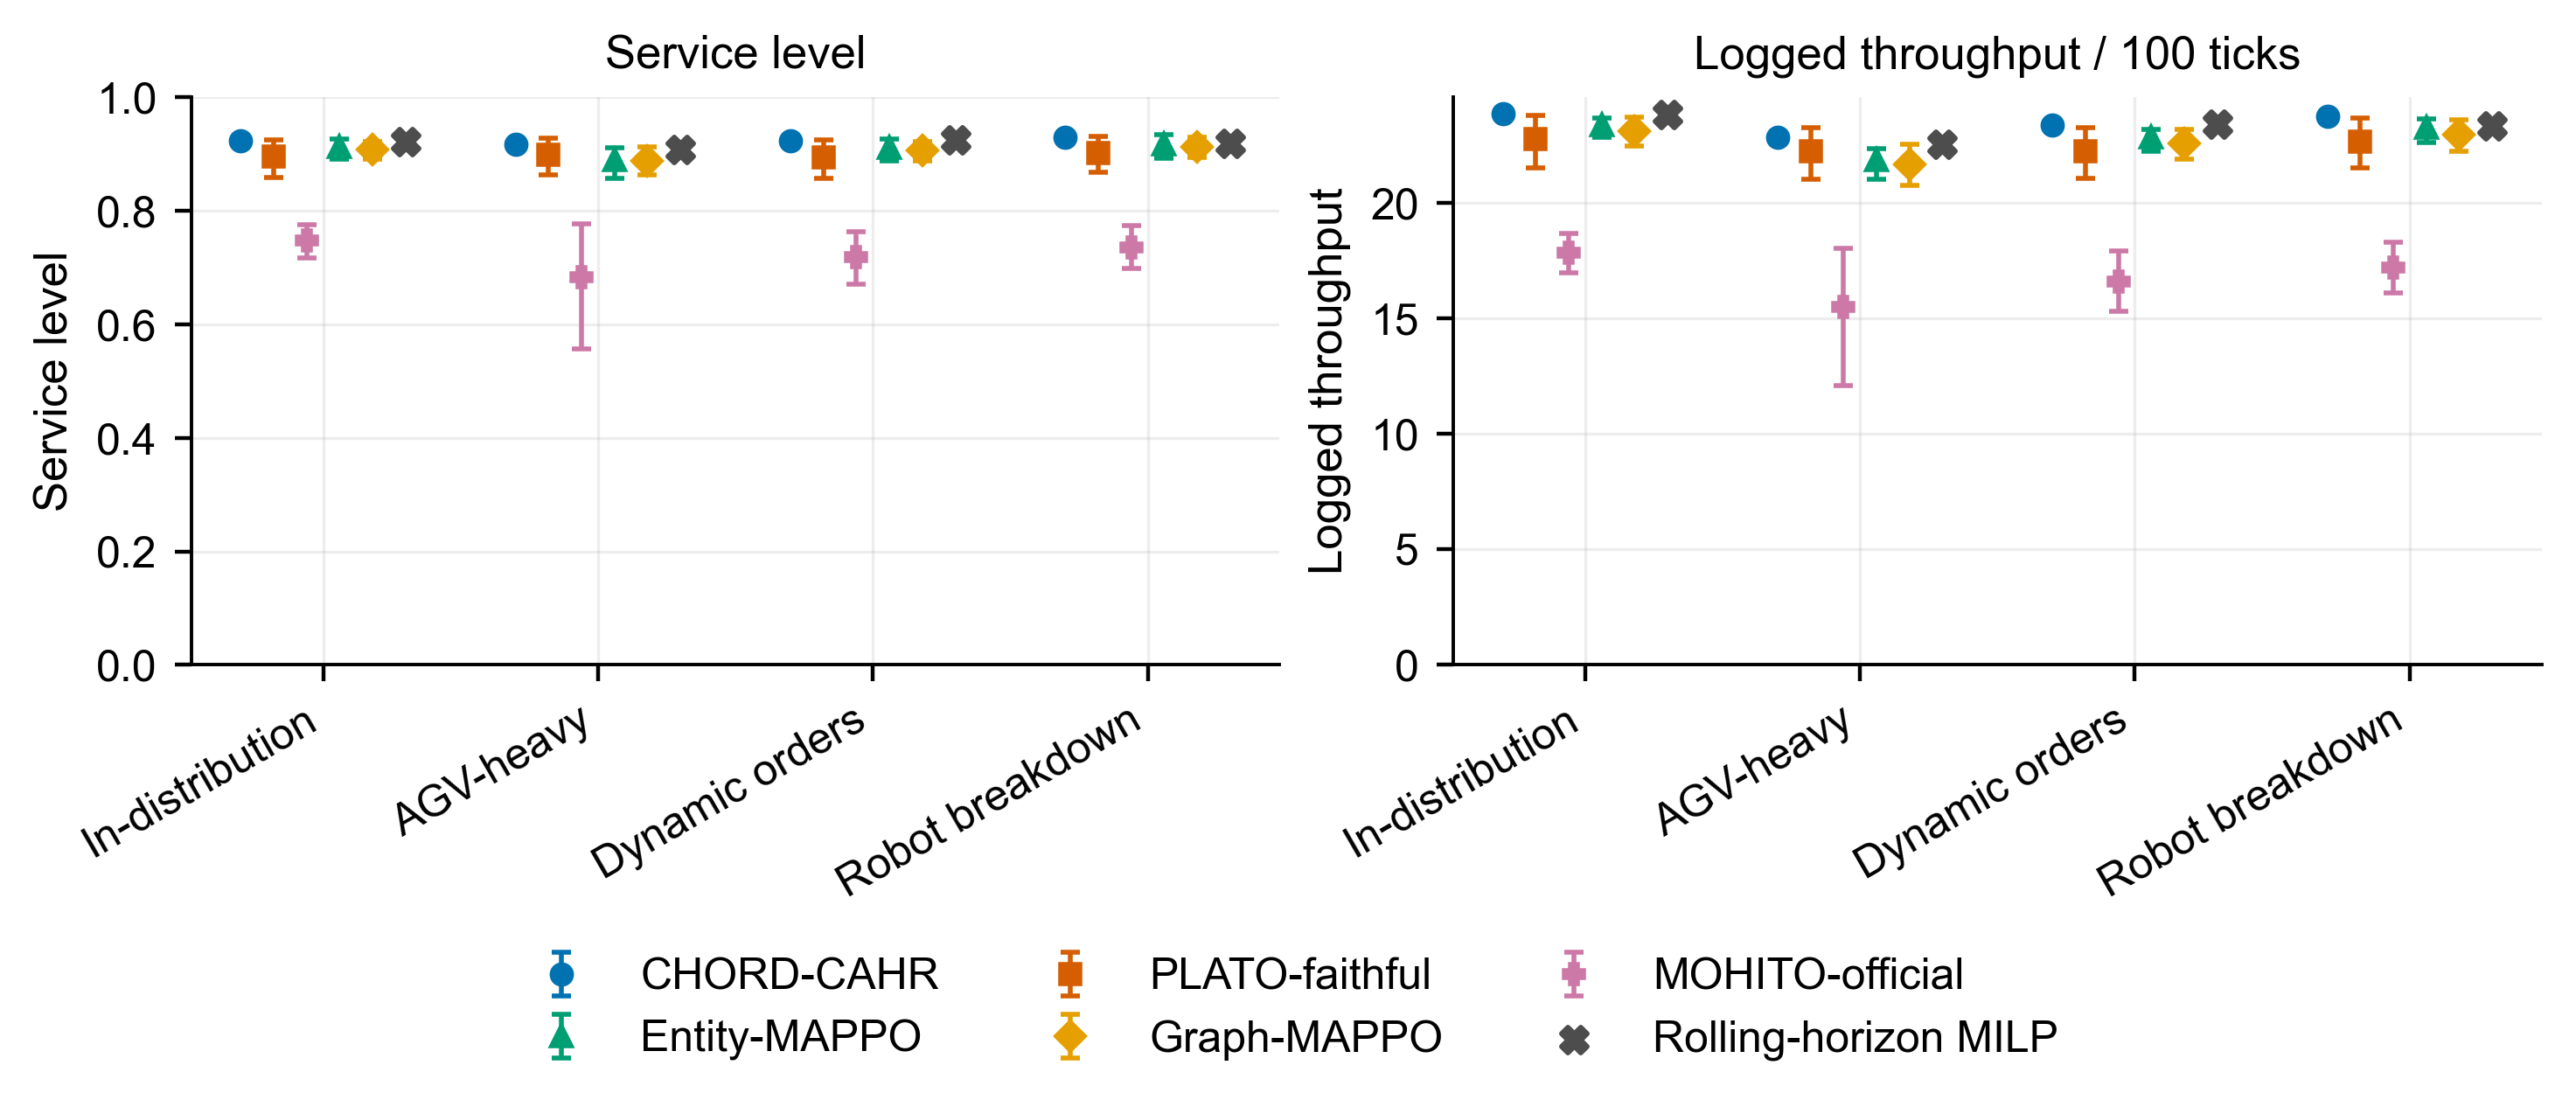 Service level
Logged throughput / 100 ticks
Service level
1.0
0.8
0.6
0.4
0.2
0.0
In-distribution
AGV-heavy
Dynamic orders
Robot breakdown
Logged throughput
20
15
10
5
0
In-distribution
AGV-heavy
Dynamic orders
Robot breakdown
CHORD-CAHR
PLATO-faithful
MOHITO-official
Entity-MAPPO
Graph-MAPPO
Rolling-horizon MILP